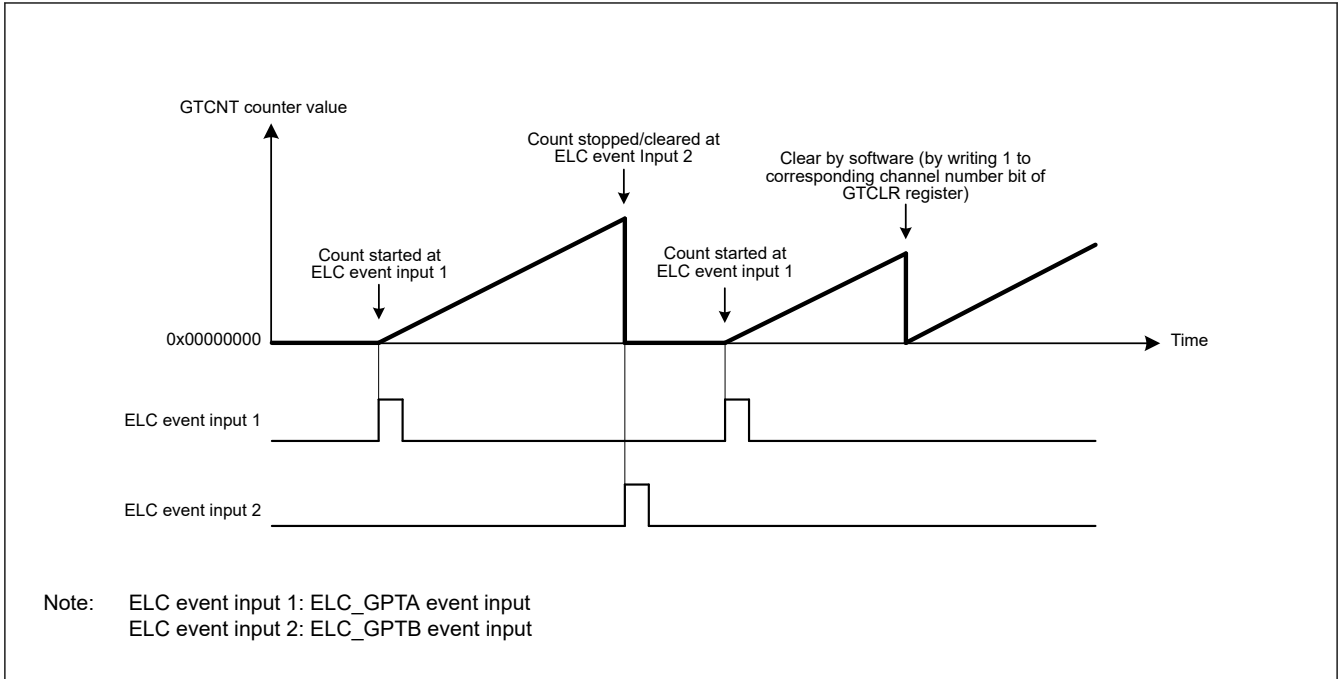 GTCNT counter value
Count stopped/cleared at
ELC event Input 2
Clear by software (by writing 1 to
corresponding channel number bit of
GTCLR register)
Count started at
ELC event input 1
Count started at
ELC event input 1
0x00000000
Time
ELC event input 1
ELC event input 2
Note: ELC event input 1: ELC_GPTA event input
ELC event input 2: ELC_GPTB event input